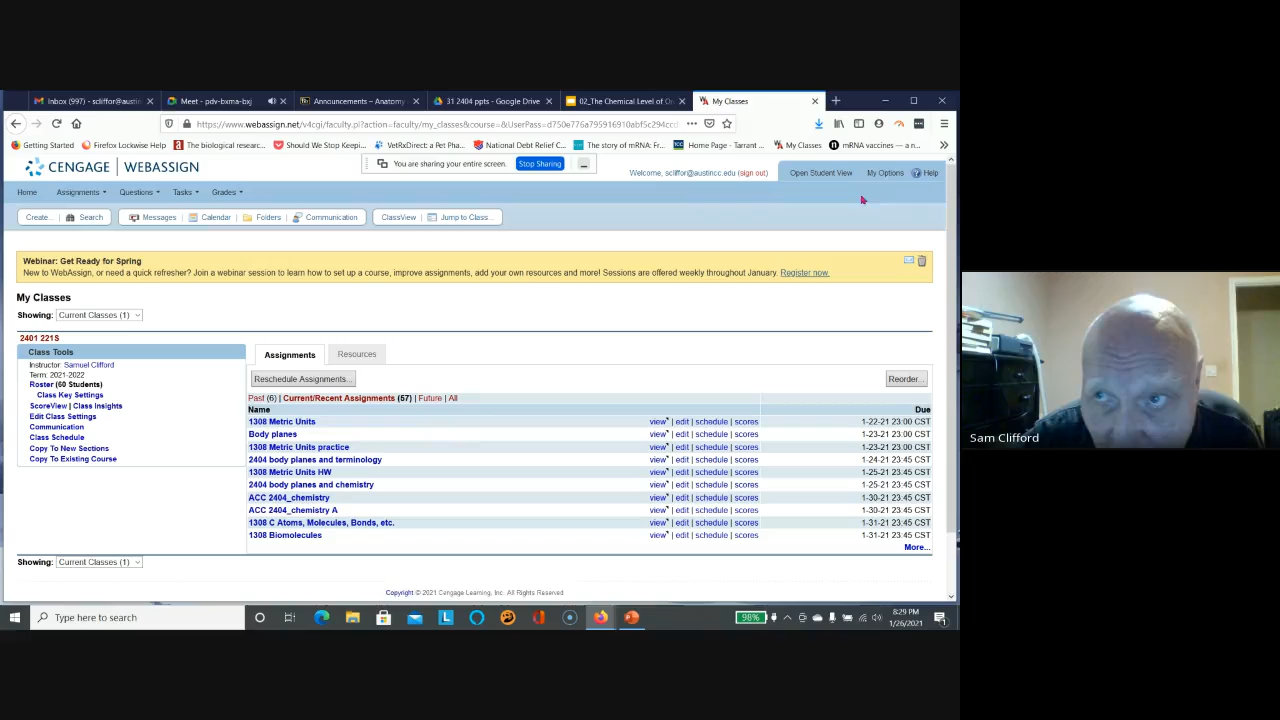 Inbox (997) - scliffor@austin
Meet - pdv-bxma-bxj
Announcements – Anatomy
31 2404 ppts - Google Drive
02_The Chemical Level of Or
My Classes
https://www.webassign.net/v4cgi/faculty.pl?action=faculty/my_classes&course=&UserPass=d750e776a795916910abf5c294ccd
Getting Started
Firefox Lockwise Help
The biological researc...
Should We Stop Keepi...
VetRxDirect: a Pet Pha...
National Debt Relief C...
The story of mRNA: Fr...
Home Page - Tarrant ...
My Classes
mRNA vaccines — a n...
CENGAGE | WEBASSIGN
You are sharing your entire screen. Stop Sharing
Welcome, scliffor@austincc.edu (sign out)
Open Student View My Options Help
Home Assignments Questions Tasks Grades
Create... Search Messages Calendar Folders Communication ClassView Jump to Class...
Webinar: Get Ready for Spring
New to WebAssign, or need a quick refresher? Join a webinar session to learn how to set up a course, improve assignments, add your own resources and more! Sessions are offered weekly throughout January. Register now.
My Classes
Showing: Current Classes (1)
2401 221S
Class Tools
Instructor: Samuel Clifford
Term: 2021-2022
Roster (60 Students)
Class Key Settings
ScoreView | Class Insights
Edit Class Settings
Communication
Class Schedule
Copy To New Sections
Copy To Existing Course
Assignments Resources
Reschedule Assignments... Reorder...
Past (6) | Current/Recent Assignments (57) | Future | All
Name Due
1308 Metric Units view | edit | schedule | scores 1-22-21 23:00 CST
Body planes view | edit | schedule | scores 1-23-21 23:00 CST
1308 Metric Units practice view | edit | schedule | scores 1-23-21 23:00 CST
2404 body planes and terminology view | edit | schedule | scores 1-24-21 23:45 CST
1308 Metric Units HW view | edit | schedule | scores 1-25-21 23:45 CST
2404 body planes and chemistry view | edit | schedule | scores 1-25-21 23:45 CST
ACC 2404_chemistry view | edit | schedule | scores 1-30-21 23:45 CST
ACC 2404_chemistry A view | edit | schedule | scores 1-30-21 23:45 CST
1308 C Atoms, Molecules, Bonds, etc. view | edit | schedule | scores 1-31-21 23:45 CST
1308 Biomolecules view | edit | schedule | scores 1-31-21 23:45 CST
More...
Showing: Current Classes (1)
Copyright © 2021 Cengage Learning, Inc. All Rights Reserved
Sam Clifford
Type here to search
98%
8:29 PM
1/26/2021